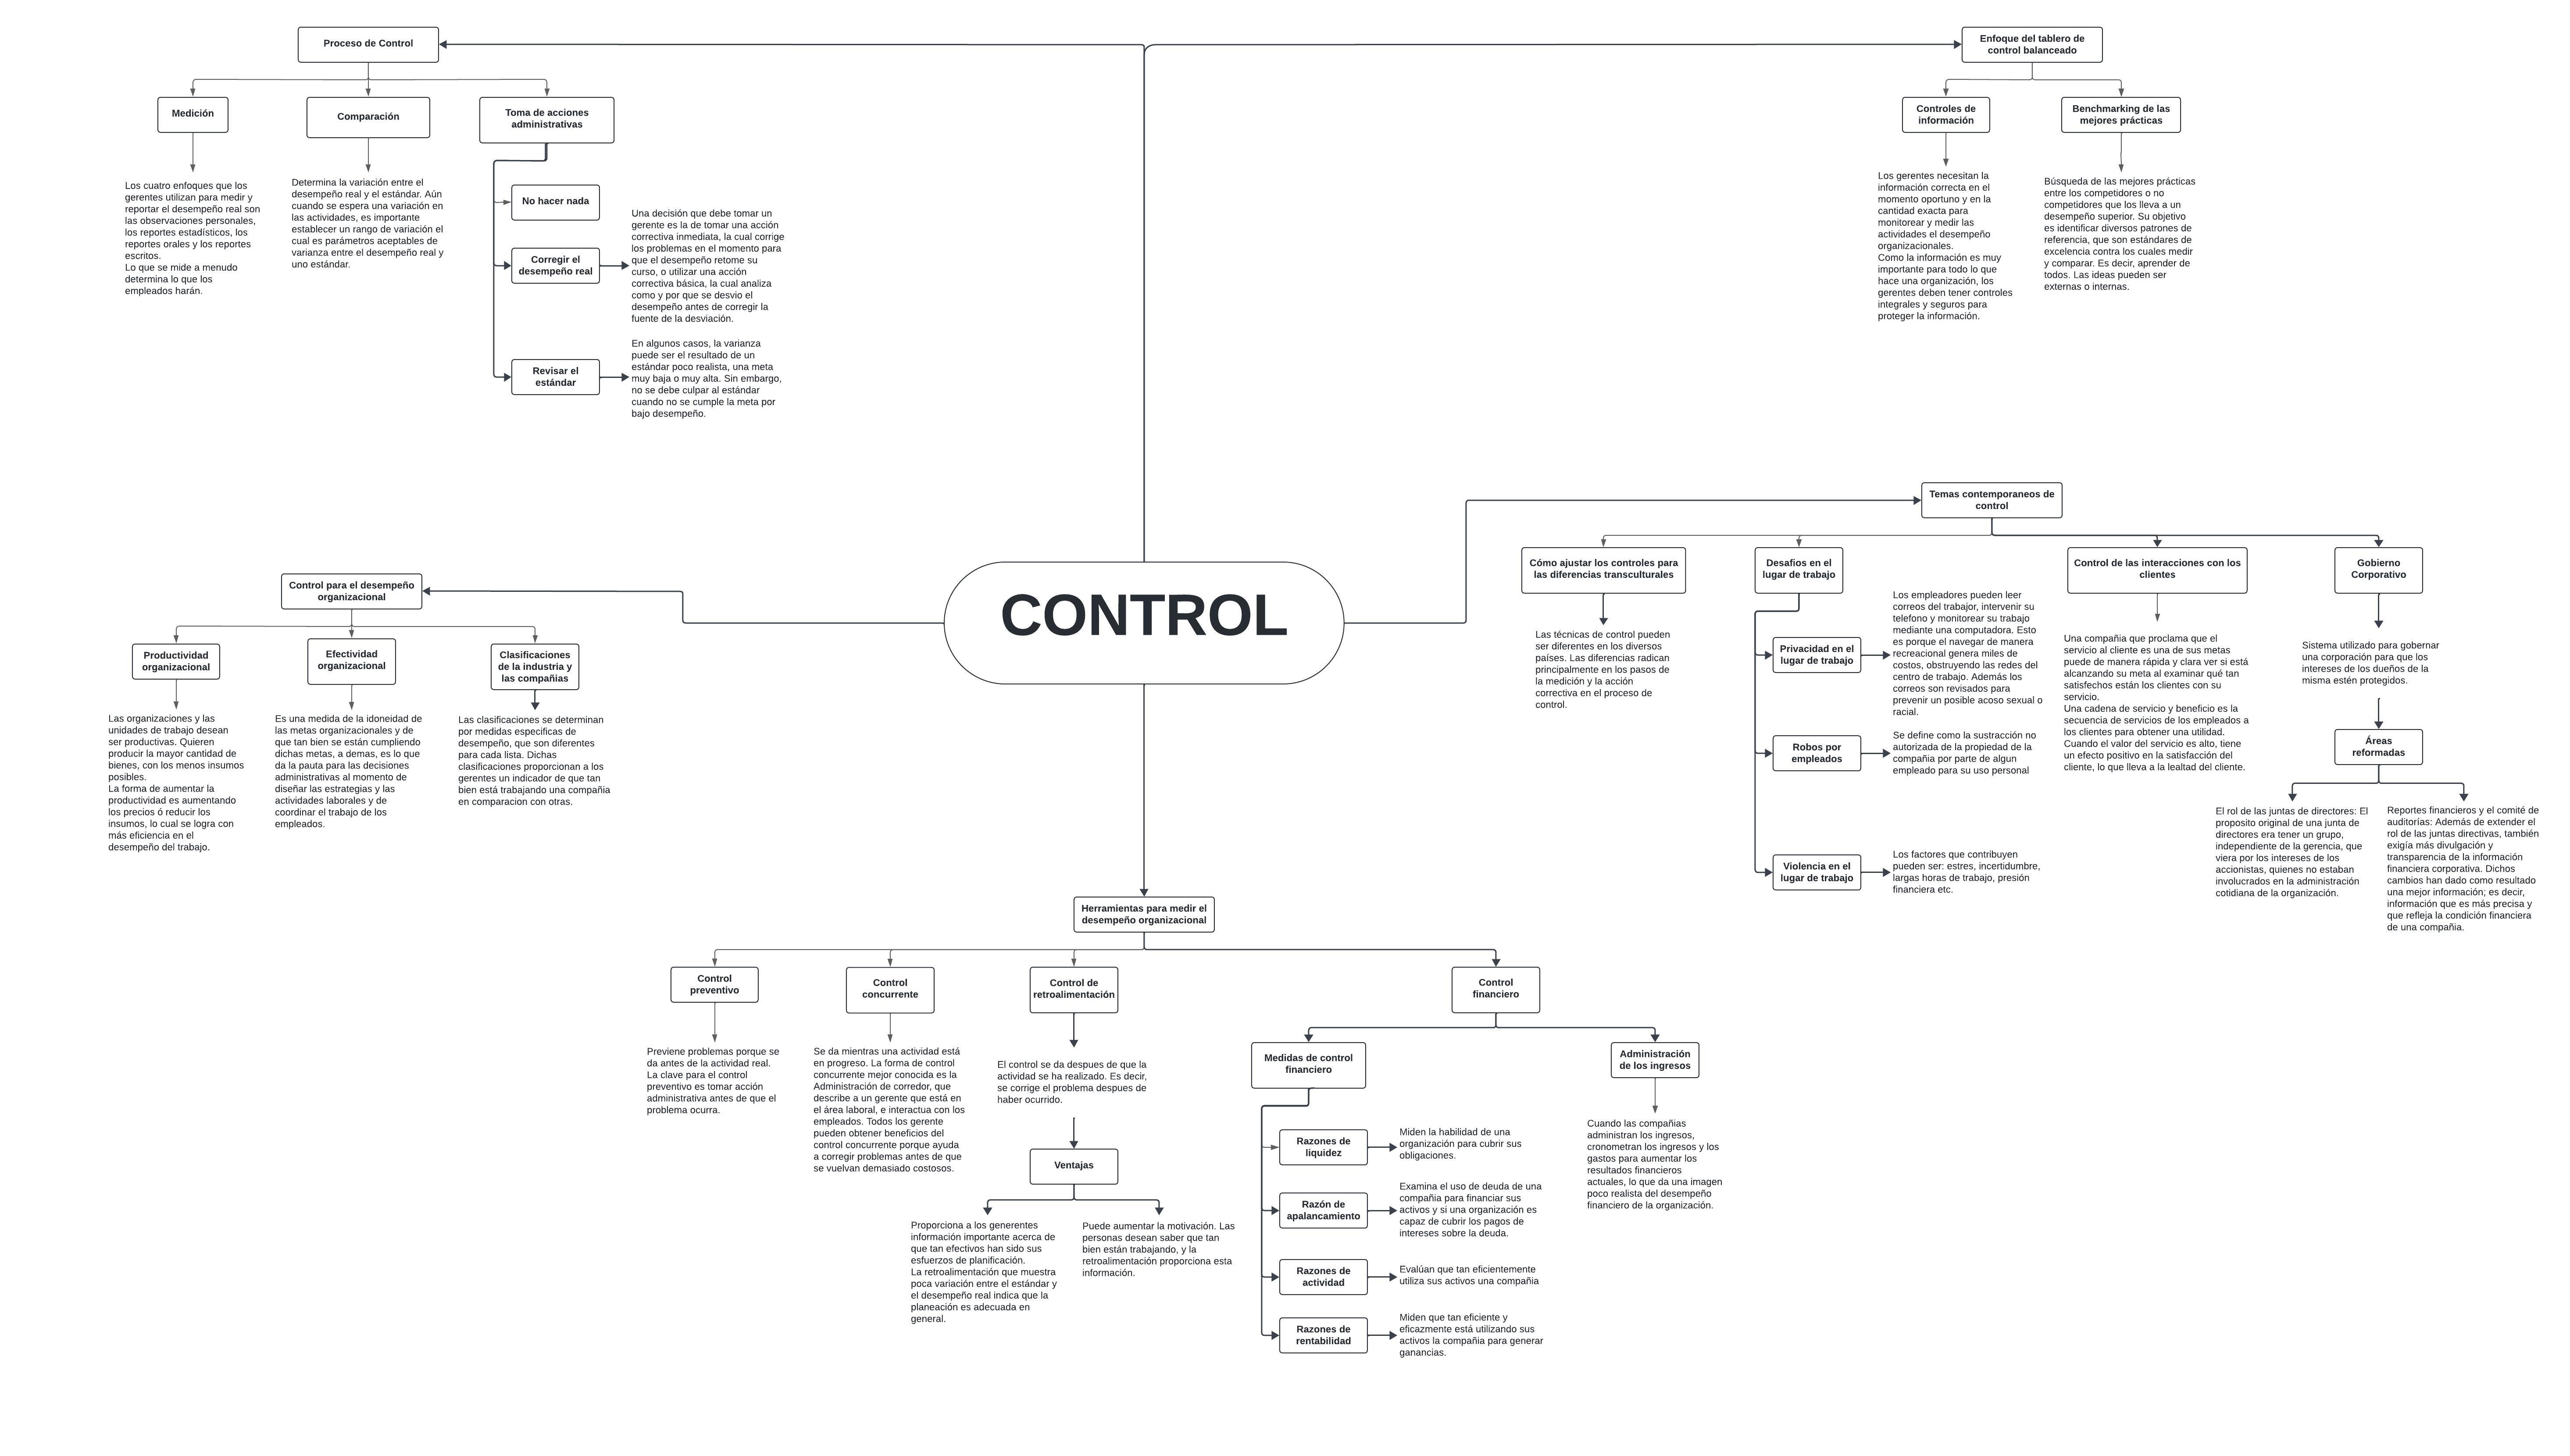 Proceso de Control
Medición
Los cuatro enfoques que los
gerentes utilizan para medir y
reportar el desempeño real son
las observaciones personales,
los reportes estadísticos, los
reportes orales y los reportes
escritos.
Lo que se mide a menudo
determina lo que los
empleados harán.
Comparación
Determina la variación entre el
desempeño real y el estándar. Aún
cuando se espera una variación en
las actividades, es importante
establecer un rango de variación el
cual es parámetros aceptables de
varianza entre el desempeño real y
uno estándar.
Toma de acciones
administrativas
No hacer nada
Corregir el
desempeño real
Una decisión que debe tomar un
gerente es la de tomar una acción
correctiva inmediata, la cual corrige
los problemas en el momento para
que el desempeño retome su
curso, o utilizar una acción
correctiva básica, la cual analiza
como y por que se desvio el
desempeño antes de corregir la
fuente de la desviación.
Revisar el
estándar
En algunos casos, la varianza
puede ser el resultado de un
estándar poco realista, una meta
muy baja o muy alta. Sin embargo,
no se debe culpar al estándar
cuando no se cumple la meta por
bajo desempeño.
Enfoque del tablero de
control balanceado
Controles de
información
Los gerentes necesitan la
información correcta en el
momento oportuno y en la
cantidad exacta para
monitorear y medir las
actividades el desempeño
organizacionales.
Como la información es muy
importante para todo lo que
hace una organización, los
gerentes deben tener controles
integrales y seguros para
proteger la información.
Benchmarking de las
mejores prácticas
Búsqueda de las mejores prácticas
entre los competidores o no
competidores que los lleva a un
desempeño superior. Su objetivo
es identificar diversos patrones de
referencia, que son estándares de
excelencia contra los cuales medir
y comparar. Es decir, aprender de
todos. Las ideas pueden ser
externas o internas.
CONTROL
Control para el desempeño
organizacional
Productividad
organizacional
Las organizaciones y las
unidades de trabajo desean
ser productivas. Quieren
producir la mayor cantidad de
bienes, con los menos insumos
posibles.
La forma de aumentar la
productividad es aumentando
los precios ó reducir los
insumos, lo cual se logra con
más eficiencia en el
desempeño del trabajo.
Efectividad
organizacional
Es una medida de la idoneidad de
las metas organizacionales y de
que tan bien se están cumpliendo
dichas metas, a demas, es lo que
da la pauta para las decisiones
administrativas al momento de
diseñar las estrategias y las
actividades laborales y de
coordinar el trabajo de los
empleados.
Clasificaciones
de la industria y
las compañias
Las clasificaciones se determinan
por medidas especificas de
desempeño, que son diferentes
para cada lista. Dichas
clasificaciones proporcionan a los
gerentes un indicador de que tan
bien está trabajando una compañia
en comparacion con otras.
Temas contemporaneos de
control
Cómo ajustar los controles para
las diferencias transculturales
Las técnicas de control pueden
ser diferentes en los diversos
países. Las diferencias radican
principalmente en los pasos de
la medición y la acción
correctiva en el proceso de
control.
Desafíos en el
lugar de trabajo
Privacidad en el
lugar de trabajo
Los empleadores pueden leer
correos del trabajor, intervenir su
telefono y monitorear su trabajo
mediante una computadora. Esto
es porque el navegar de manera
recreacional genera miles de
costos, obstruyendo las redes del
centro de trabajo. Además los
correos son revisados para
prevenir un posible acoso sexual o
racial.
Robos por
empleados
Se define como la sustracción no
autorizada de la propiedad de la
compañia por parte de algun
empleado para su uso personal
Violencia en el
lugar de trabajo
Los factores que contribuyen
pueden ser: estres, incertidumbre,
largas horas de trabajo, presión
financiera etc.
Control de las interacciones con los
clientes
Una compañia que proclama que el
servicio al cliente es una de sus metas
puede de manera rápida y clara ver si está
alcanzando su meta al examinar qué tan
satisfechos están los clientes con su
servicio.
Una cadena de servicio y beneficio es la
secuencia de servicios de los empleados a
los clientes para obtener una utilidad.
Cuando el valor del servicio es alto, tiene
un efecto positivo en la satisfacción del
cliente, lo que lleva a la lealtad del cliente.
Gobierno
Corporativo
Sistema utilizado para gobernar
una corporación para que los
intereses de los dueños de la
misma estén protegidos.
Áreas
reformadas
El rol de las juntas de directores: El
proposito original de una junta de
directores era tener un grupo,
independiente de la gerencia, que
viera por los intereses de los
accionistas, quienes no estaban
involucrados en la administración
cotidiana de la organización.
Reportes financieros y el comité de
auditorías: Además de extender el
rol de las juntas directivas, también
exigía más divulgación y
transparencia de la información
financiera corporativa. Dichos
cambios han dado como resultado
una mejor información; es decir,
información que es más precisa y
que refleja la condición financiera
de una compañia.
Herramientas para medir el
desempeño organizacional
Control
preventivo
Previene problemas porque se
da antes de la actividad real.
La clave para el control
preventivo es tomar acción
administrativa antes de que el
problema ocurra.
Control
concurrente
Se da mientras una actividad está
en progreso. La forma de control
concurrente mejor conocida es la
Administración de corredor, que
describe a un gerente que está en
el área laboral, e interactua con los
empleados. Todos los gerente
pueden obtener beneficios del
control concurrente porque ayuda
a corregir problemas antes de que
se vuelvan demasiado costosos.
Control de
retroalimentación
El control se da despues de que la
actividad se ha realizado. Es decir,
se corrige el problema despues de
haber ocurrido.
Ventajas
Proporciona a los generentes
información importante acerca de
que tan efectivos han sido sus
esfuerzos de planificación.
La retroalimentación que muestra
poca variación entre el estándar y
el desempeño real indica que la
planeación es adecuada en
general.
Puede aumentar la motivación. Las
personas desean saber que tan
bien están trabajando, y la
retroalimentación proporciona esta
información.
Control
financiero
Medidas de control
financiero
Razones de
liquidez
Miden la habilidad de una
organización para cubrir sus
obligaciones.
Razón de
apalancamiento
Examina el uso de deuda de una
compañia para financiar sus
activos y si una organización es
capaz de cubrir los pagos de
intereses sobre la deuda.
Razones de
actividad
Evalúan que tan eficientemente
utiliza sus activos una compañia
Razones de
rentabilidad
Miden que tan eficiente y
eficazmente está utilizando sus
activos la compañia para generar
ganancias.
Administración
de los ingresos
Cuando las compañias
administran los ingresos,
cronometran los ingresos y los
gastos para aumentar los
resultados financieros
actuales, lo que da una imagen
poco realista del desempeño
financiero de la organización.